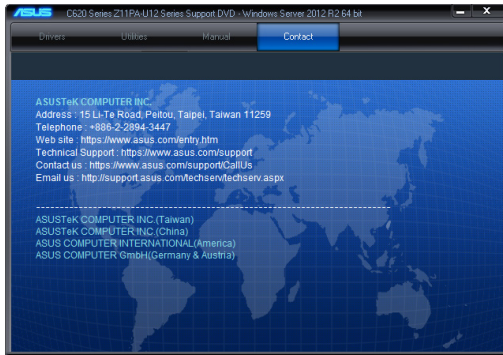 ASUS C620 Series Z11PA-U12 Series Support DVD - Windows Server 2012 R2 64 bit
Drivers Utilities Manual Contact
ASUSTeK COMPUTER INC.
Address : 15 Li-Te Road, Peitou, Taipei, Taiwan 11259
Telephone : +886-2-2894-3447
Web site : https://www.asus.com/entry.htm
Technical Support : https://www.asus.com/support
Contact us : https://www.asus.com/support/CallUs
Email us : http://support.asus.com/techserv/techserv.aspx
ASUSTeK COMPUTER INC.(Taiwan)
ASUSTeK COMPUTER INC.(China)
ASUS COMPUTER INTERNATIONAL(America)
ASUS COMPUTER GmbH(Germany & Austria)